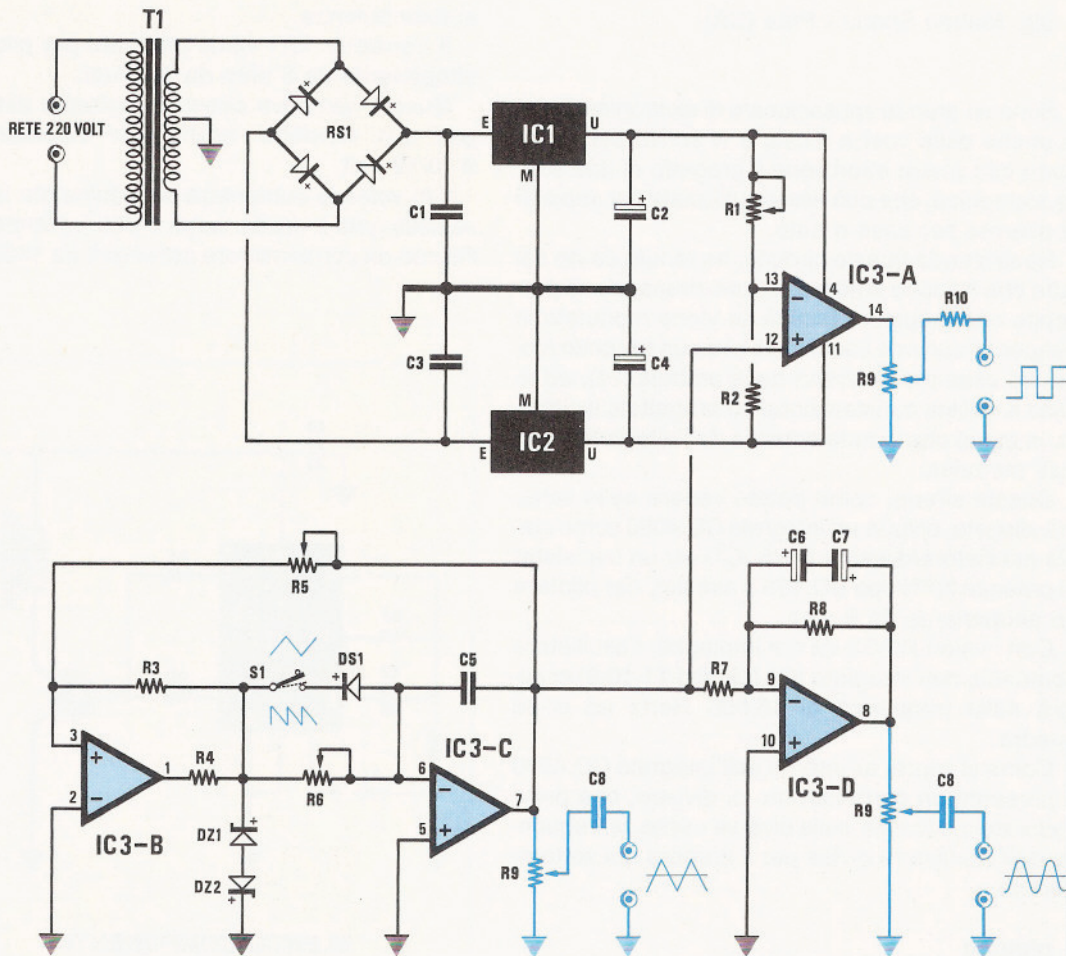 T1
RETE 220 VOLT
RS1
E
IC1
U
M
C1
C2
R1
C3
C4
M
E
IC2
U
13
12
4
11
14
IC3-A
R2
R9
R10
R5
R3
S1
DS1
C5
3
2
1
R4
R6
IC3-B
DZ1
DZ2
6
5
7
IC3-C
C8
R9
C6
C7
R8
R7
9
10
8
IC3-D
R9
C8